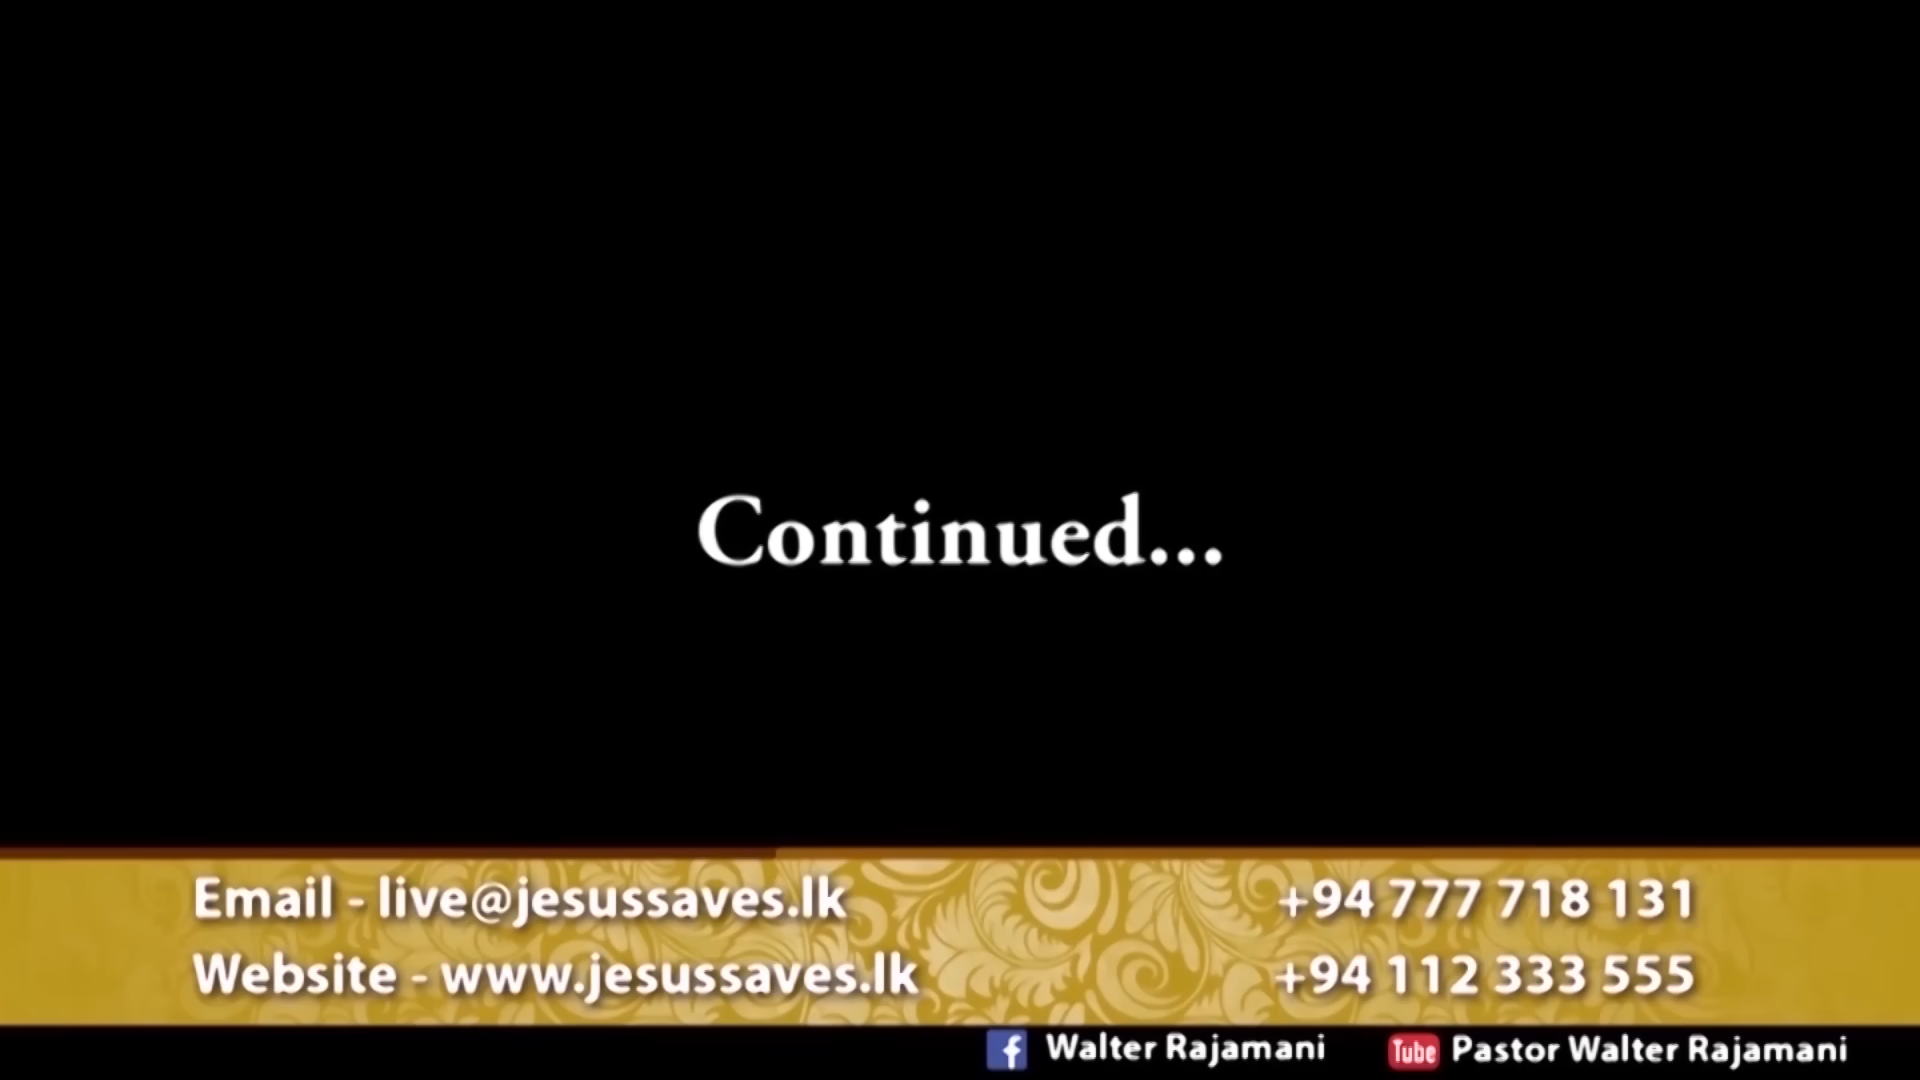 Continued...
Email - live@jesussaves.lk
+94 777 718 131
Website - www.jesussaves.lk
+94 112 333 555
f Walter Rajamani
Tube Pastor Walter Rajamani